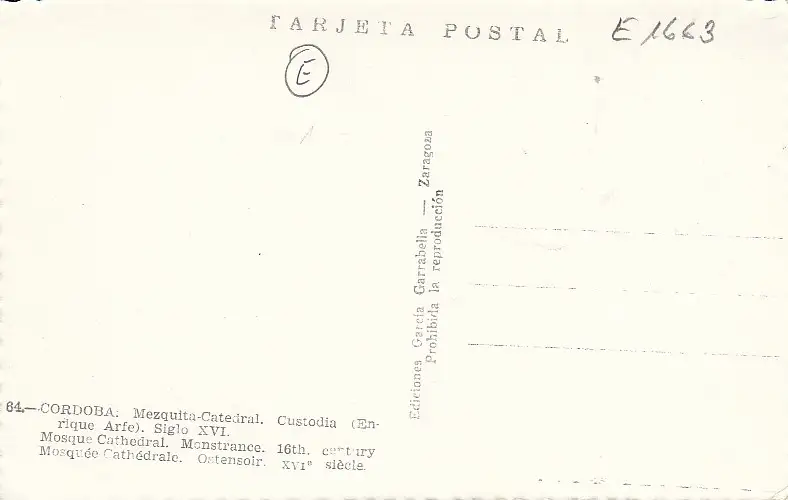 TARJETA POSTAL
E 1663
E
Ediciones García Garrabella — Zaragoza
Prohibida la reproducción
64.—CORDOBA: Mezquita-Catedral. Custodia (En-
rique Arfe). Siglo XVI.
Mosque Cathedral. Monstrance. 16th. century
Mosquée Cathédrale. Ostensoir. XVIe siècle.